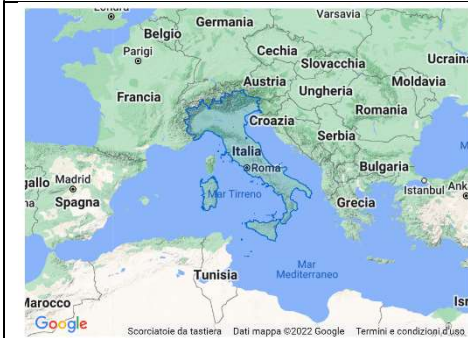 Varsavia
Germania
Belgio
Parigi
Cechia
Slovacchia
Austria
Moldavia
Francia
Ungheria
Romania
Croazia
Serbia
Italia
Roma
Bulgaria
Madrid
Mar Tirreno
Istanbul
Spagna
Grecia
Mar
Mediterraneo
Tunisia
Marocco
Google
Scorciatoie da tastiera Dati mappa ©2022 Google Termini e condizioni d'uso